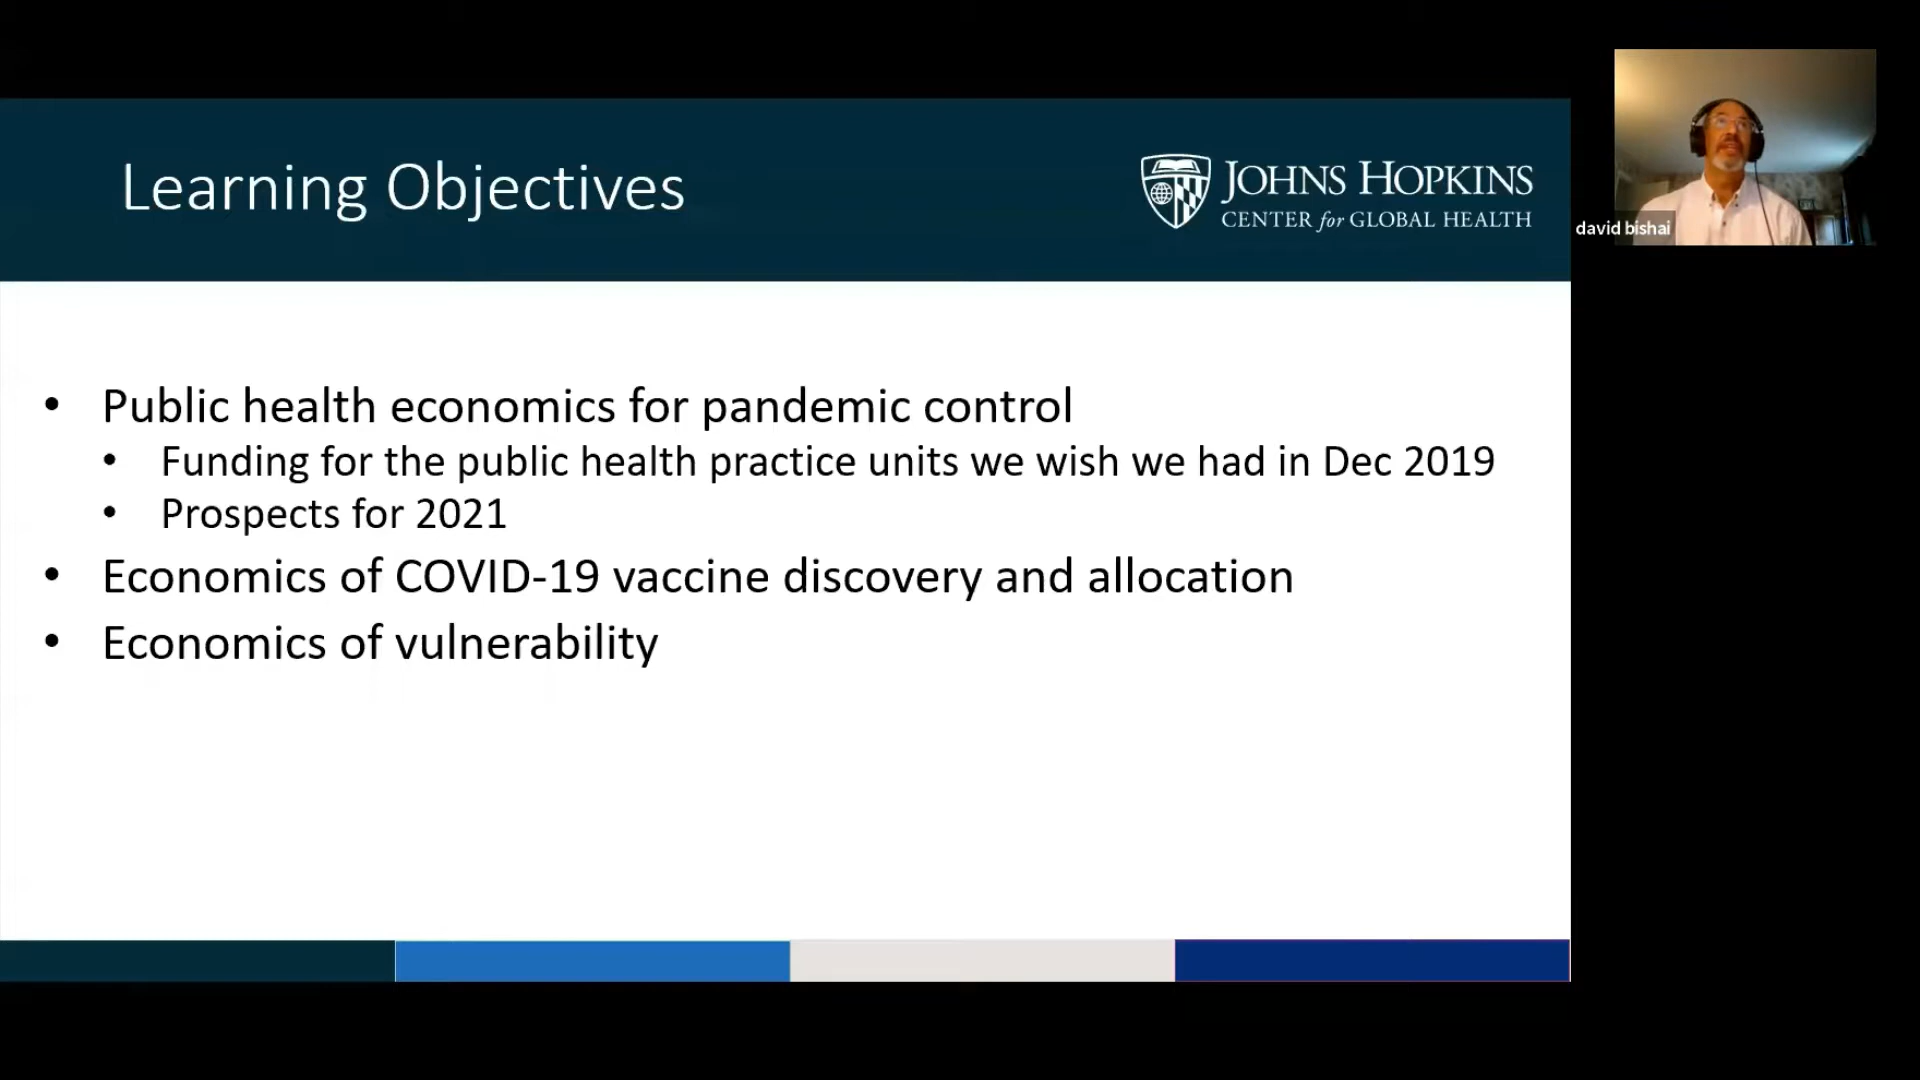 Learning Objectives
JOHNS HOPKINS
CENTER for GLOBAL HEALTH
david bishai
• Public health economics for pandemic control
• Funding for the public health practice units we wish we had in Dec 2019
• Prospects for 2021
• Economics of COVID-19 vaccine discovery and allocation
• Economics of vulnerability